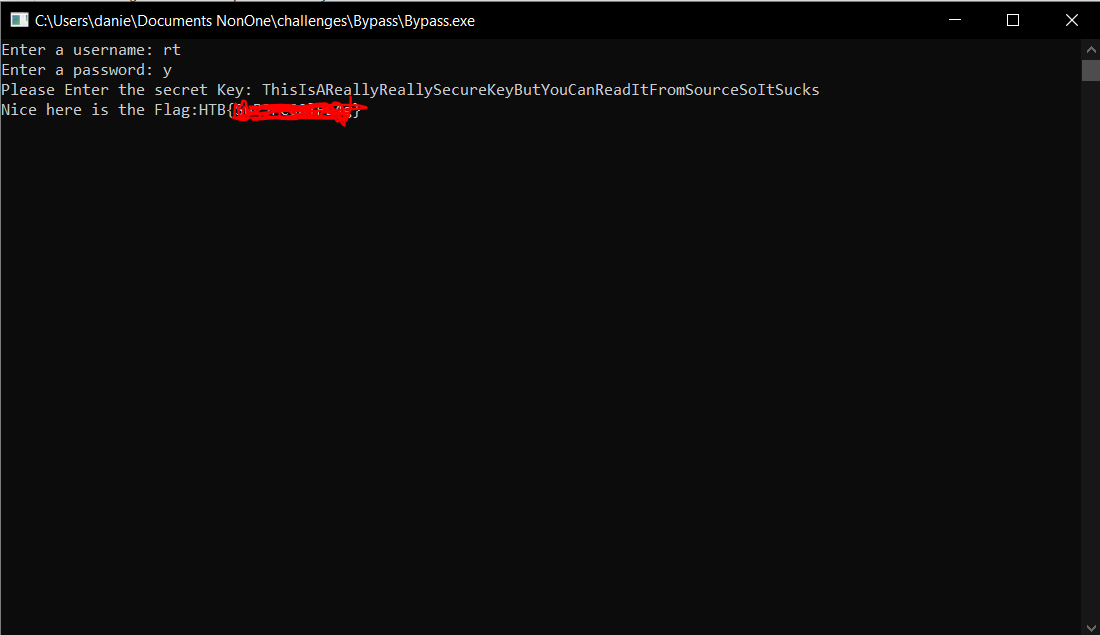 C:\Users\danie\Documents NonOne\challenges\Bypass\Bypass.exe
Enter a username: rt
Enter a password: y
Please Enter the secret Key: ThisIsAReallyReallySecureKeyButYouCanReadItFromSourceSoItSucks
Nice here is the Flag:HTB{